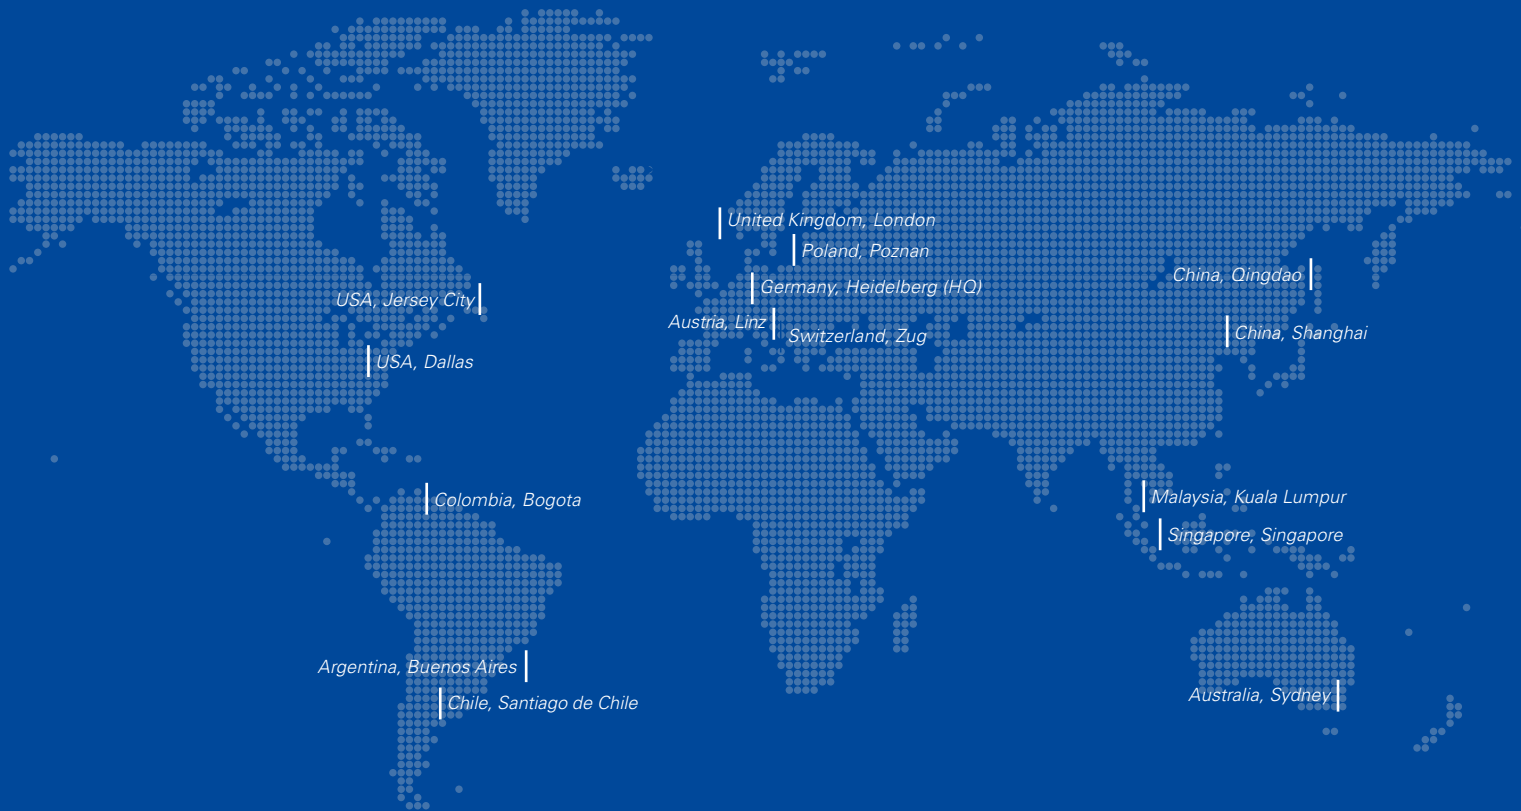 United Kingdom, London
Poland, Poznan
China, Qingdao
Germany, Heidelberg (HQ)
USA, Jersey City
Austria, Linz
China, Shanghai
Switzerland, Zug
USA, Dallas
Malaysia, Kuala Lumpur
Colombia, Bogota
Singapore, Singapore
Argentina, Buenos Aires
Australia, Sydney
Chile, Santiago de Chile